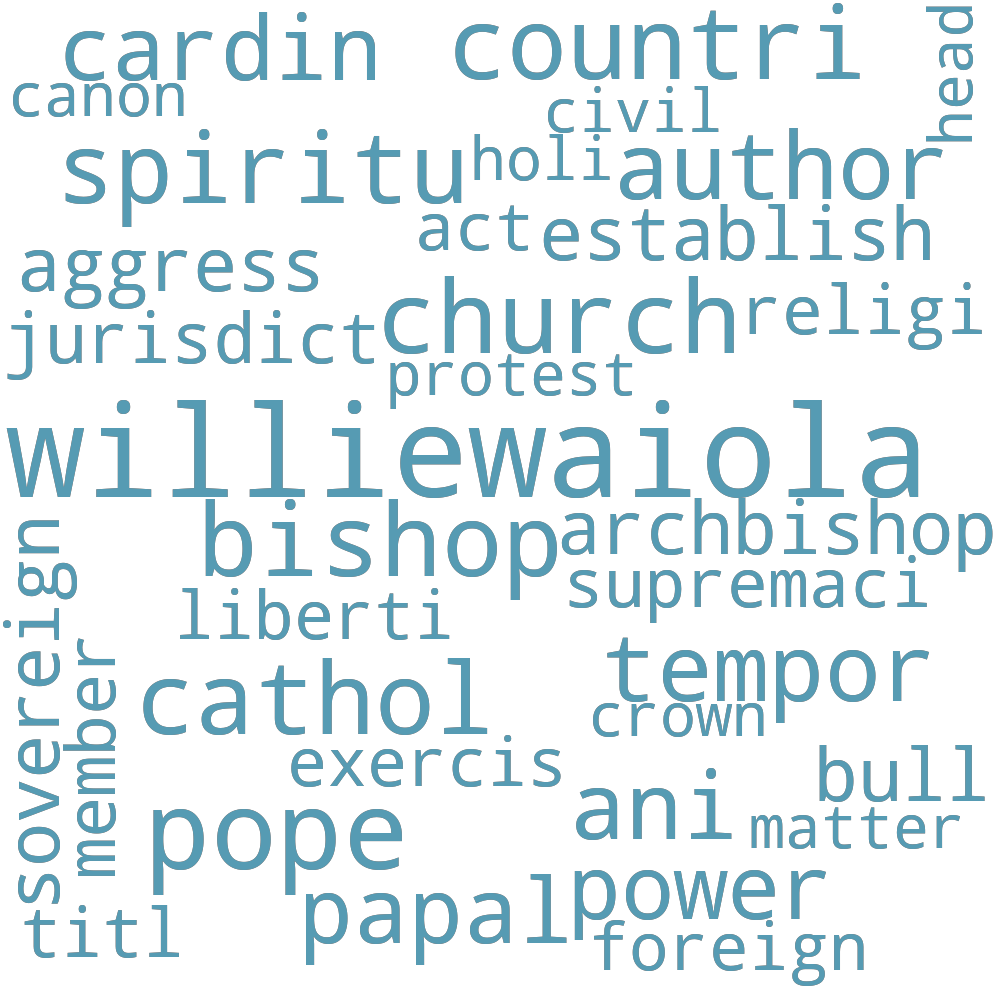 cardin countri
head
canon
civil
spiritu holi author
act establish
aggress
church religi
jurisdict
protest
williewaiola
bishop archbishop
supremaci
liberti
sovereign
member
tempor
cathol
crown
exercis
bull
ani
matter
pope
power
papal
titl
foreign